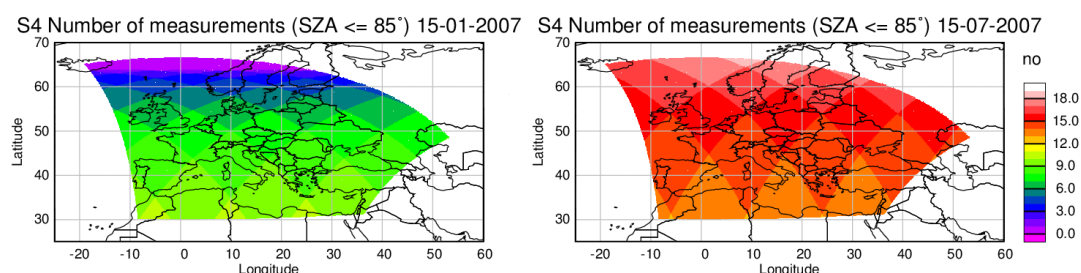 S4 Number of measurements (SZA <= 85˚) 15-01-2007
S4 Number of measurements (SZA <= 85˚) 15-07-2007
70
60
50
40
30
Latitude
-20 -10 0 10 20 30 40 50 60
Longitude
70
60
50
40
30
Latitude
-20 -10 0 10 20 30 40 50 60
Longitude
no
18.0
15.0
12.0
9.0
6.0
3.0
0.0